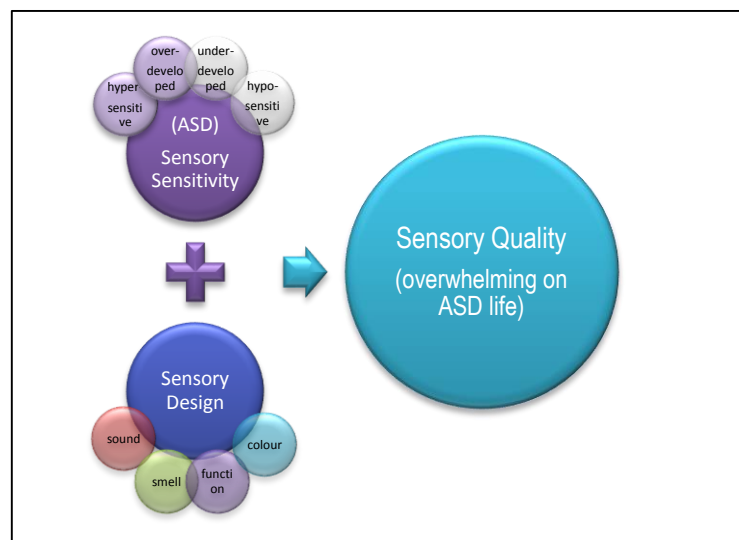 over-
develo
ped
under-
develo
ped
hyper
sensiti
ve
hypo-
sensiti
ve
(ASD)
Sensory
Sensitivity
Sensory Quality
(overwhelming on
ASD life)
Sensory
Design
sound
colour
smell
functi
on